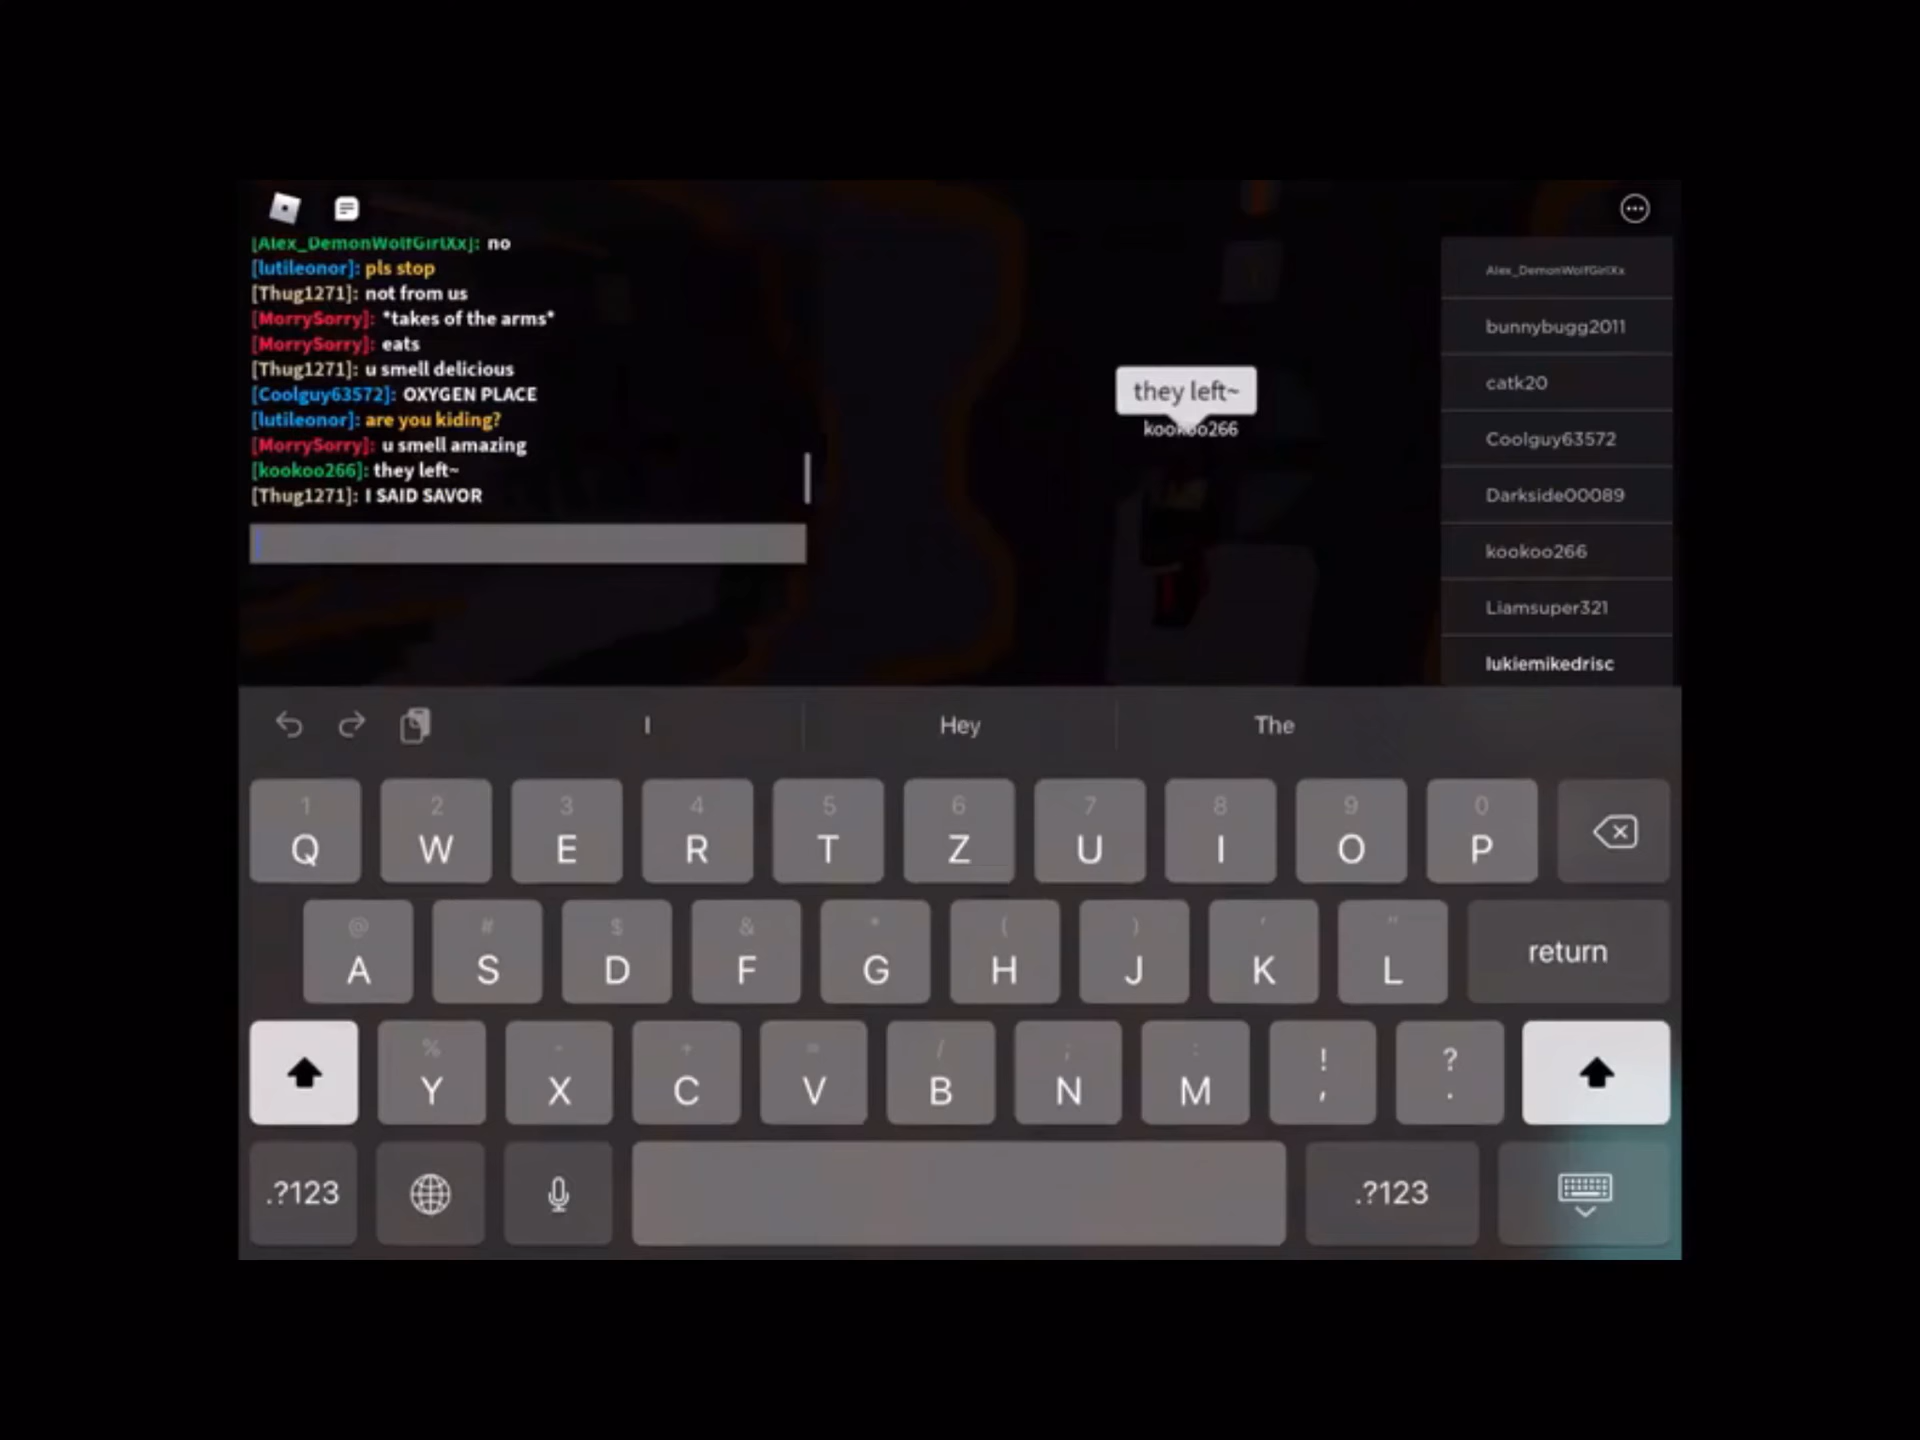 [Alex_DemonWolfGirlXx]: no
[lutileonor]: pls stop
[Thug1271]: not from us
[MorrySorry]: *takes of the arms*
[MorrySorry]: eats
[Thug1271]: u smell delicious
[Coolguy63572]: OXYGEN PLACE
[lutileonor]: are you kiding?
[MorrySorry]: u smell amazing
[kookoo266]: they left~
[Thug1271]: I SAID SAVOR
they left~
kookoo266
Alex_DemonWolfGirlXx
bunnybugg2011
catk20
Coolguy63572
Darkside00089
kookoo266
Liamsuper321
lukiemikedrisc
I Hey The
1 2 3 4 5 6 7 8 9 0
Q W E R T Z U I O P
@ # $ & * ( ) ' "
A S D F G H J K L return
% - + = / ; : ! ?
Y X C V B N M , .
.?123 .?123